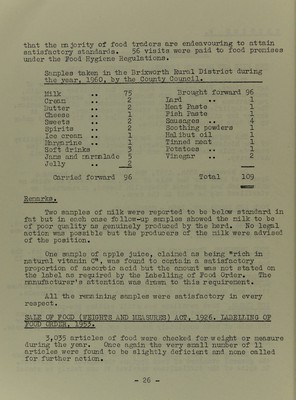 that the majority of food traders are endeavouring to attain
satisfactory standards. 56 visits were paid to food premises
under the Food Hygiene Regulations.
Samples taken in the Brixworth Rural District during
the year, 1960, by the County Council.
Milk .. 75 Brought forward 96
Cream .. 2 Lard .. 1
Butter .. 2 Meat Paste 1
Cheese .. 1 Fish Paste 1
Sweets .. 2 Sausages .. 4
Spirits .. 2 Soothing powders 1
Ice cream .. 1 Halibut oil 1
Margarine .. 1 Tinned meat 1
Soft drinks 3 Potatoes .. 1
Jams and marmalade 5 Vinegar .. 2
Jelly .. 2
Carried forward 96 Total 109
Remarks.
Two samples of milk were reported to be below standard in
fat but in each case follow-up samples showed the milk to be
of poor quality as genuinely produced by the herd. No legal
action was possible but the producers of the milk were advised
of the position.
One sample of apple juice, claimed as being "rich in
natural vitamin C", was found to contain a satisfactory
proportion of ascorbic acid but the amount was not stated on
the label as required by the Labelling of Food Order. The
manufacturer's attention was drawn to this requirement.
All the remaining samples were satisfactory in every
respect.
SALE OF FOOD (WEIGHTS AND MEASURES) ACT, 1926. LABELLING OF
FOOD ORDER, 1953.
3,035 articles of food were checked for weight or measure
during the year. Once again the very small number of 11
articles were found to be slightly deficient and none called
for further action.
- 26 -